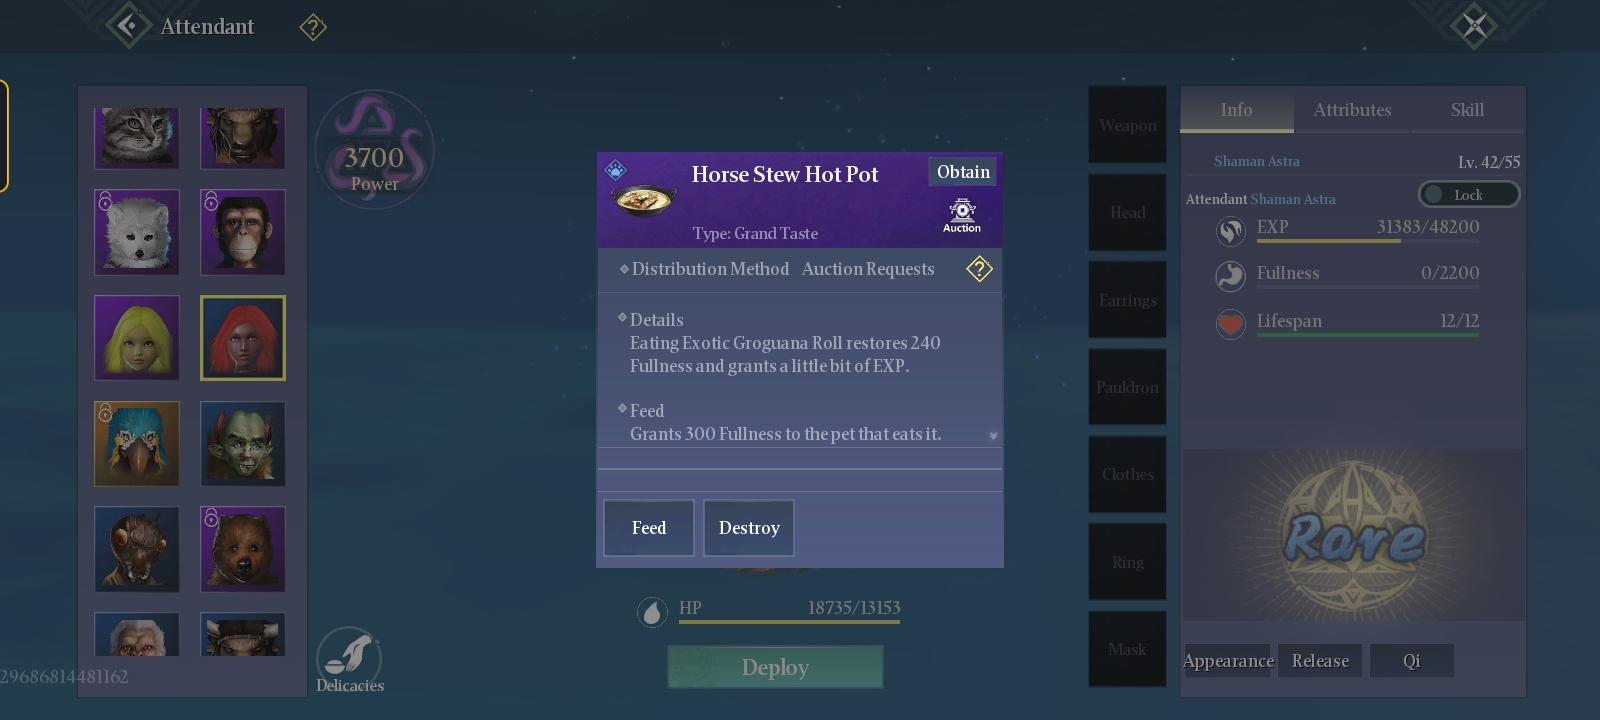 Attendant
?
3700
Power
Horse Stew Hot Pot
Obtain
Auction
Type: Grand Taste
Distribution Method Auction Requests
?
Details
Eating Exotic Groguana Roll restores 240
Fullness and grants a little bit of EXP.
Feed
Grants 300 Fullness to the pet that eats it.
Feed
Destroy
HP 18735/13153
Deploy
Delicacies
29686814481162
Weapon
Head
Earrings
Pauldron
Clothes
Ring
Mask
Info Attributes Skill
Shaman Astra Lv. 42/55
Attendant Shaman Astra Lock
EXP 31383/48200
Fullness 0/2200
Lifespan 12/12
Rare
Appearance Release Qi